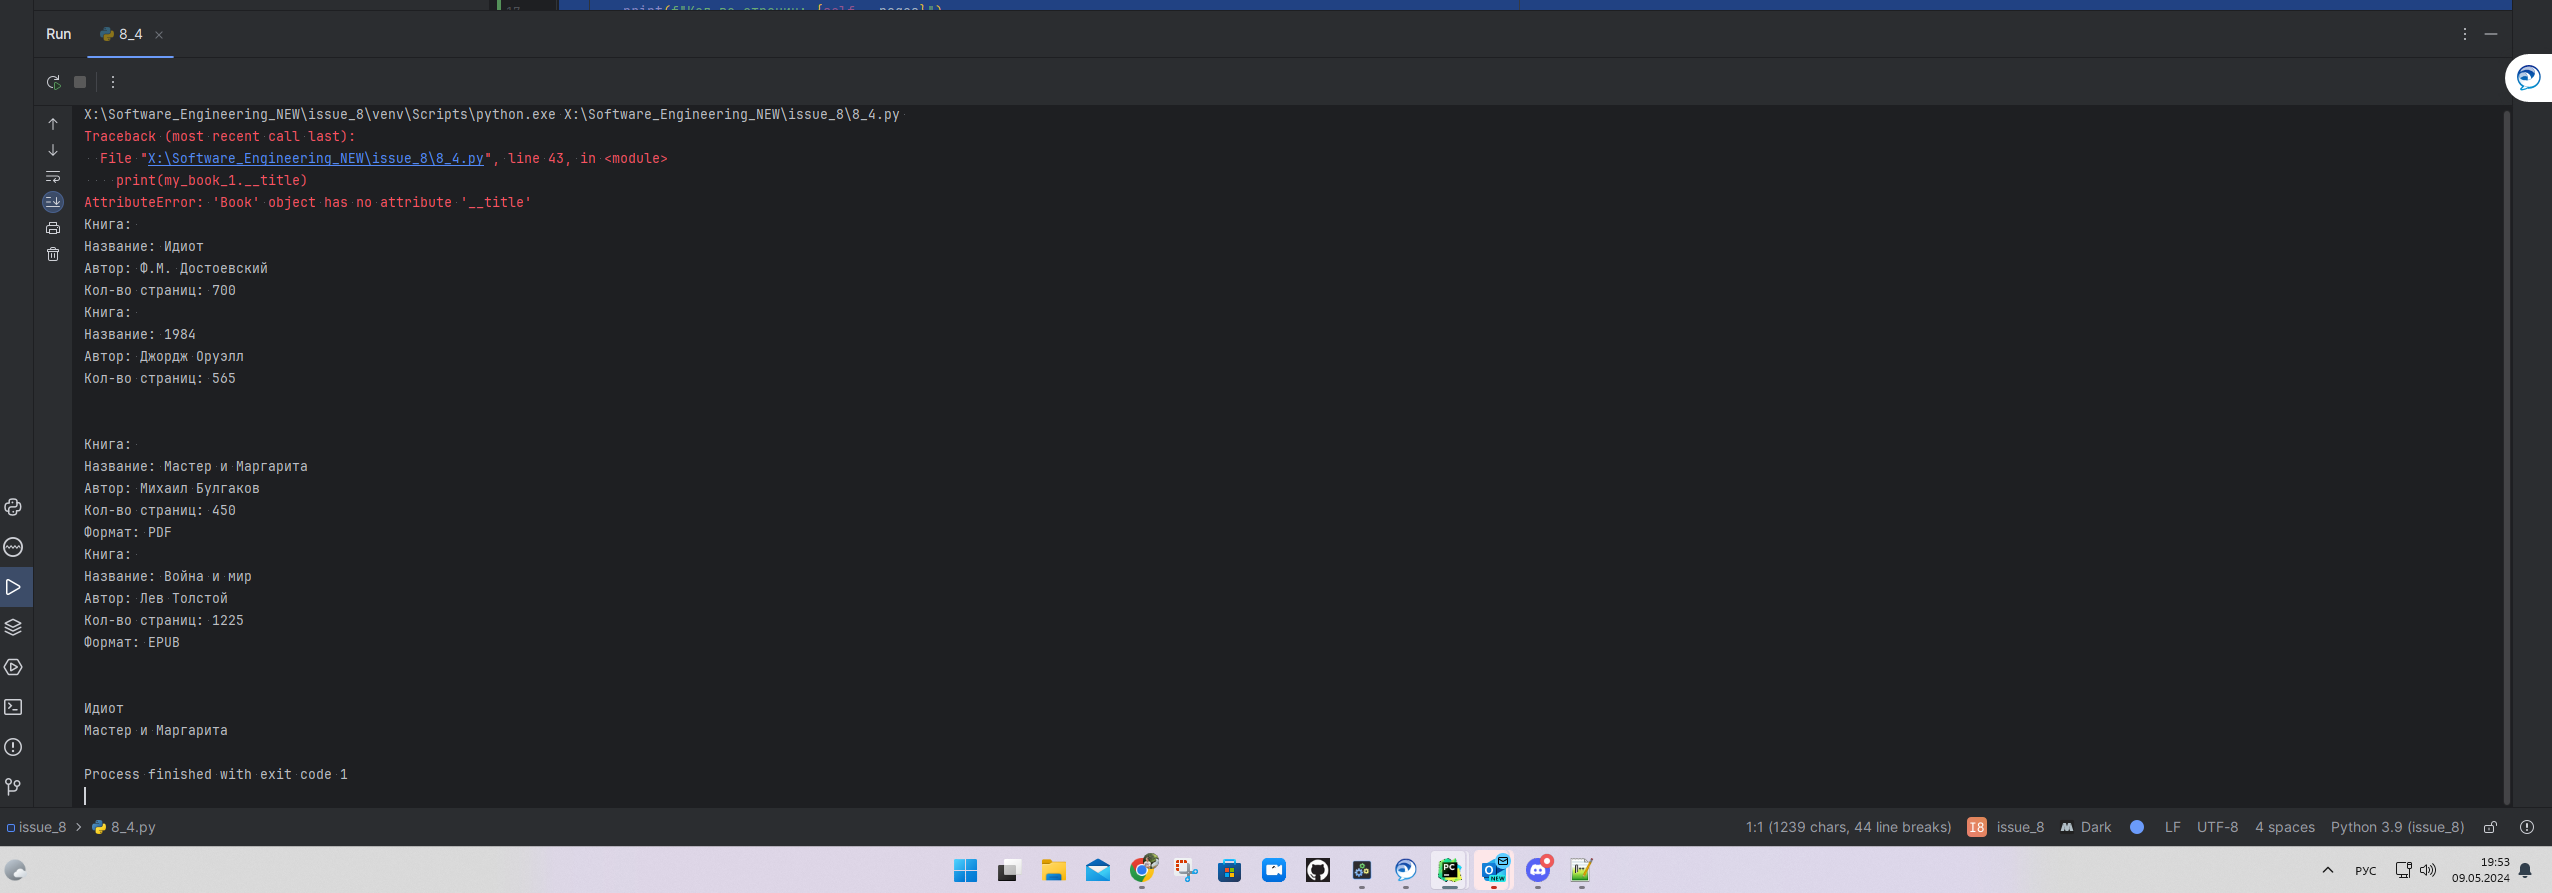 Run 8_4
X:\Software_Engineering_NEW\issue_8\venv\Scripts\python.exe X:\Software_Engineering_NEW\issue_8\8_4.py
Traceback (most recent call last):
File "X:\Software_Engineering_NEW\issue_8\8_4.py", line 43, in <module>
print(my_book_1.__title)
AttributeError: 'Book' object has no attribute '__title'
Книга:
Название: Идиот
Автор: Ф.М. Достоевский
Кол-во страниц: 700
Книга:
Название: 1984
Автор: Джордж Оруэлл
Кол-во страниц: 565
Книга:
Название: Мастер и Маргарита
Автор: Михаил Булгаков
Кол-во страниц: 450
Формат: PDF
Книга:
Название: Война и мир
Автор: Лев Толстой
Кол-во страниц: 1225
Формат: EPUB
Идиот
Мастер и Маргарита
Process finished with exit code 1
issue_8 > 8_4.py
1:1 (1239 chars, 44 line breaks) I8 issue_8 Dark LF UTF-8 4 spaces Python 3.9 (issue_8)
PC NEW
РУС 19:53
09.05.2024